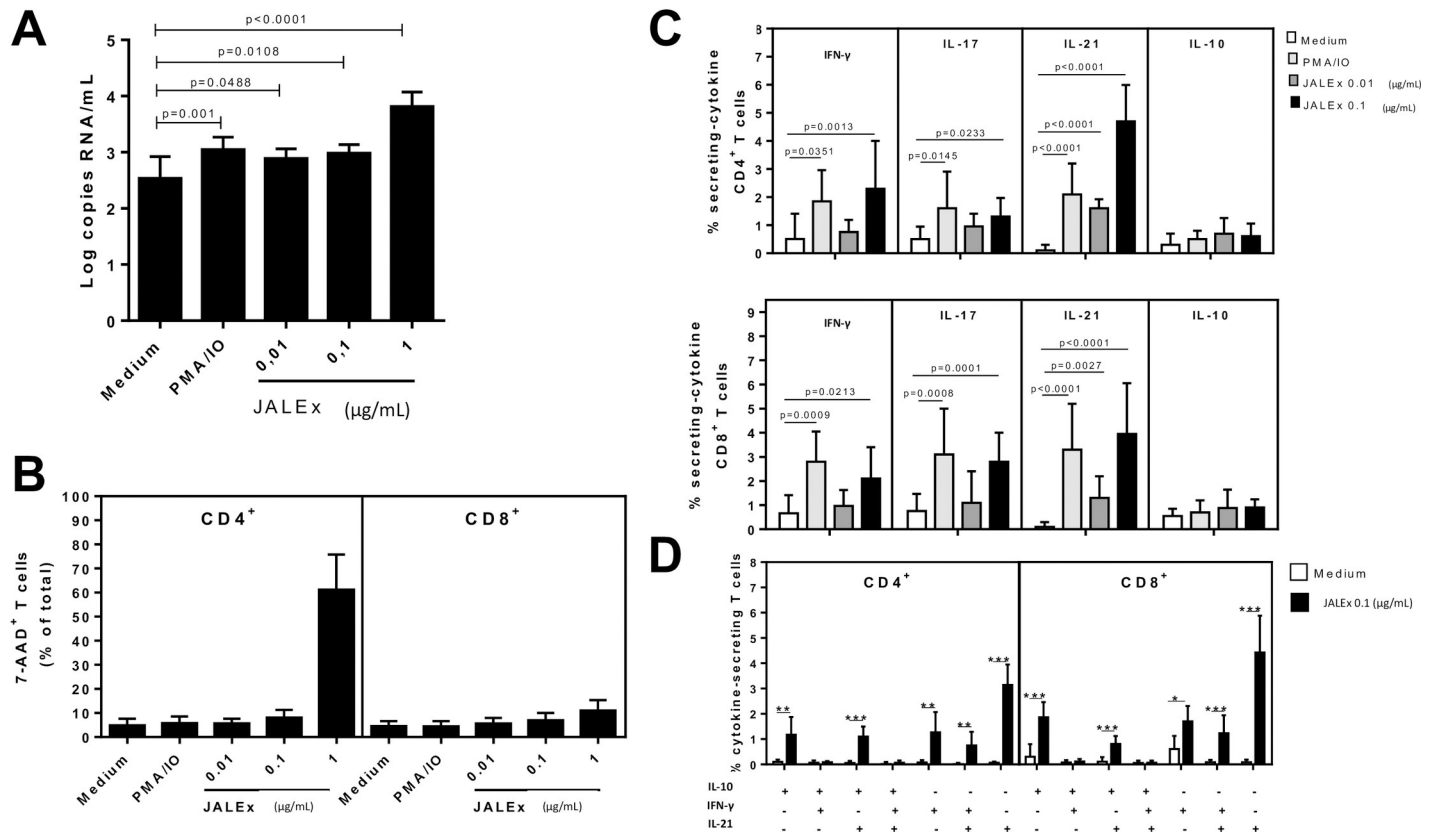 A
Log copies RNA/mL
5
4
3
2
1
0
p<0.0001
p=0.0108
p=0.0488
p=0.001
Medium
PMA/IO
0,01
0,1
1
JALEx (µg/mL)
B
7-AAD+ T cells
(% of total)
100
90
80
70
60
50
40
30
20
10
0
CD4+
CD8+
Medium
PMA/IO
0.01
0.1
1
JALEx (µg/mL)
Medium
PMA/IO
0.01
0.1
1
JALEx (µg/mL)
C
% secreting-cytokine
CD4+ T cells
8
7
6
5
4
3
2
1
0
IFN-γ
IL-17
IL-21
IL-10
p=0.0013
p=0.0351
p=0.0233
p=0.0145
p<0.0001
p<0.0001
p<0.0001
Medium
PMA/IO
JALEx 0.01 (µg/mL)
JALEx 0.1 (µg/mL)
% secreting-cytokine
CD8+ T cells
9
8
7
6
5
4
3
2
1
0
IFN-γ
IL-17
IL-21
IL-10
p=0.0213
p=0.0009
p=0.0001
p=0.0008
p<0.0001
p=0.0027
p<0.0001
D
% cytokine-secreting T cells
8
7
6
5
4
3
2
1
0
CD4+
CD8+
** *** ** ** *** *** *** * *** ***
Medium
JALEx 0.1 (µg/mL)
IL-10 + + + + - - - + + + + - - -
IFN-γ - + - + + + - - + - + + + -
IL-21 - - + + - + + - - + + - + +